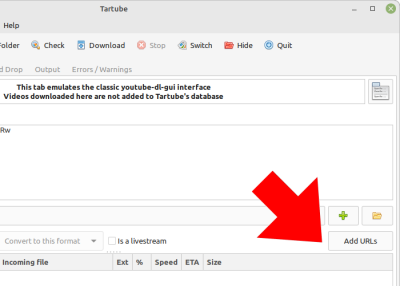 Tartube
Help
Folder Check Download Stop Switch Hide Quit
d Drop Output Errors / Warnings
This tab emulates the classic youtube-dl-gui interface
Videos downloaded here are not added to Tartube's database
Rw
Convert to this format Is a livestream Add URLs
Incoming file Ext % Speed ETA Size